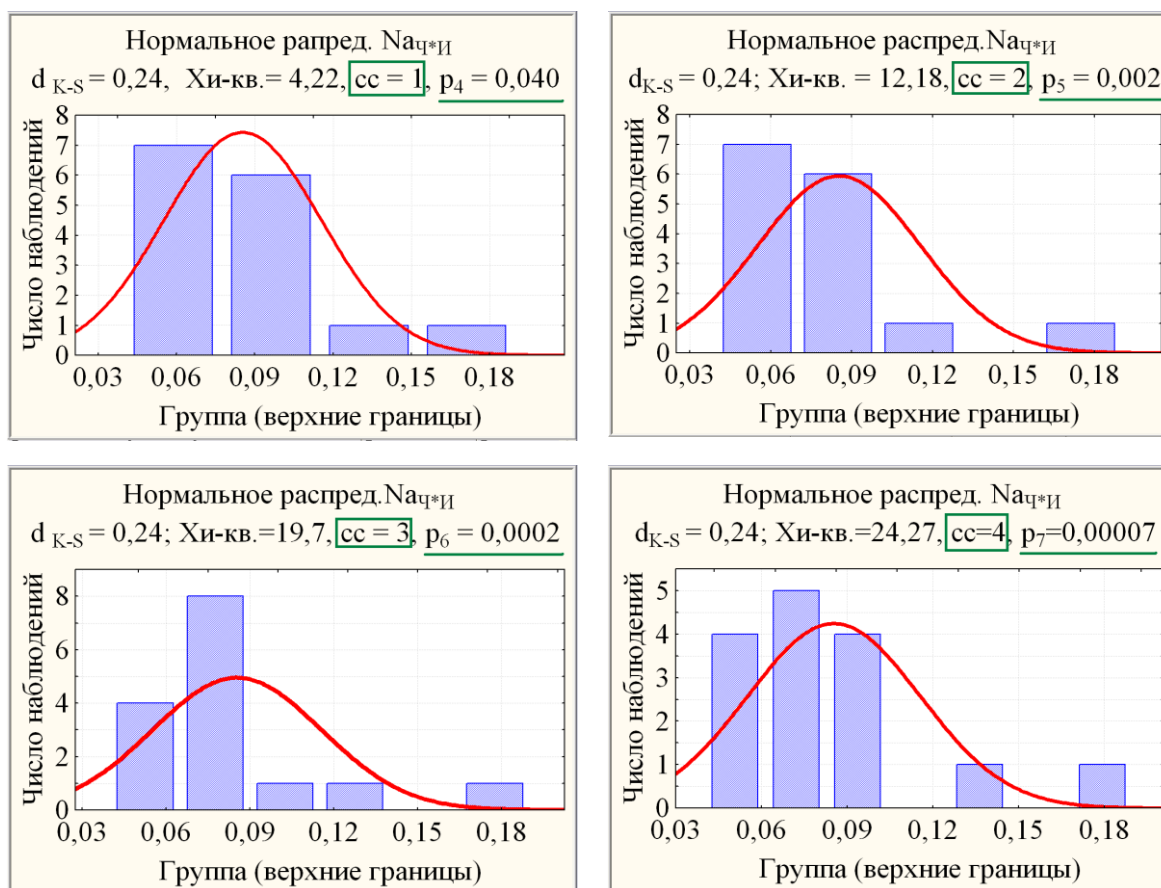 Нормальное рапред. NaЧ*И
d K-S = 0,24, Хи-кв.= 4,22, сс = 1, p4 = 0,040
Число наблюдений
8
7
6
5
4
3
2
1
0
0,03 0,06 0,09 0,12 0,15 0,18
Группа (верхние границы)
Нормальное распред.NaЧ*И
dK-S = 0,24; Хи-кв. = 12,18, сс = 2, p5 = 0,002
Число наблюдений
8
7
6
5
4
3
2
1
0
0,03 0,06 0,09 0,12 0,15 0,18
Группа (верхние границы)
Нормальное распред.NaЧ*И
d K-S = 0,24; Хи-кв.=19,7, сс = 3, p6 = 0,0002
Число наблюдений
8
6
4
2
0
0,03 0,06 0,09 0,12 0,15 0,18
Группа (верхние границы)
Нормальное распред. NaЧ*И
dK-S = 0,24; Хи-кв.=24,27, сс=4, p7=0,00007
Число наблюдений
5
4
3
2
1
0
0,03 0,06 0,09 0,12 0,15 0,18
Группа (верхние границы)